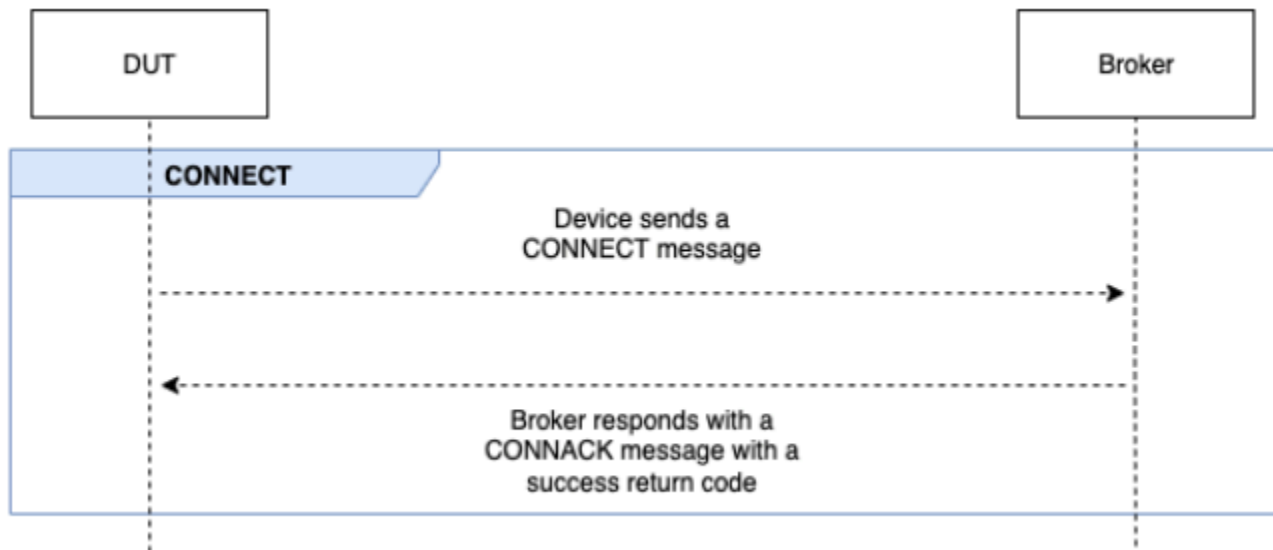 DUT
Broker
CONNECT
Device sends a
CONNECT message
Broker responds with a
CONNACK message with a
success return code